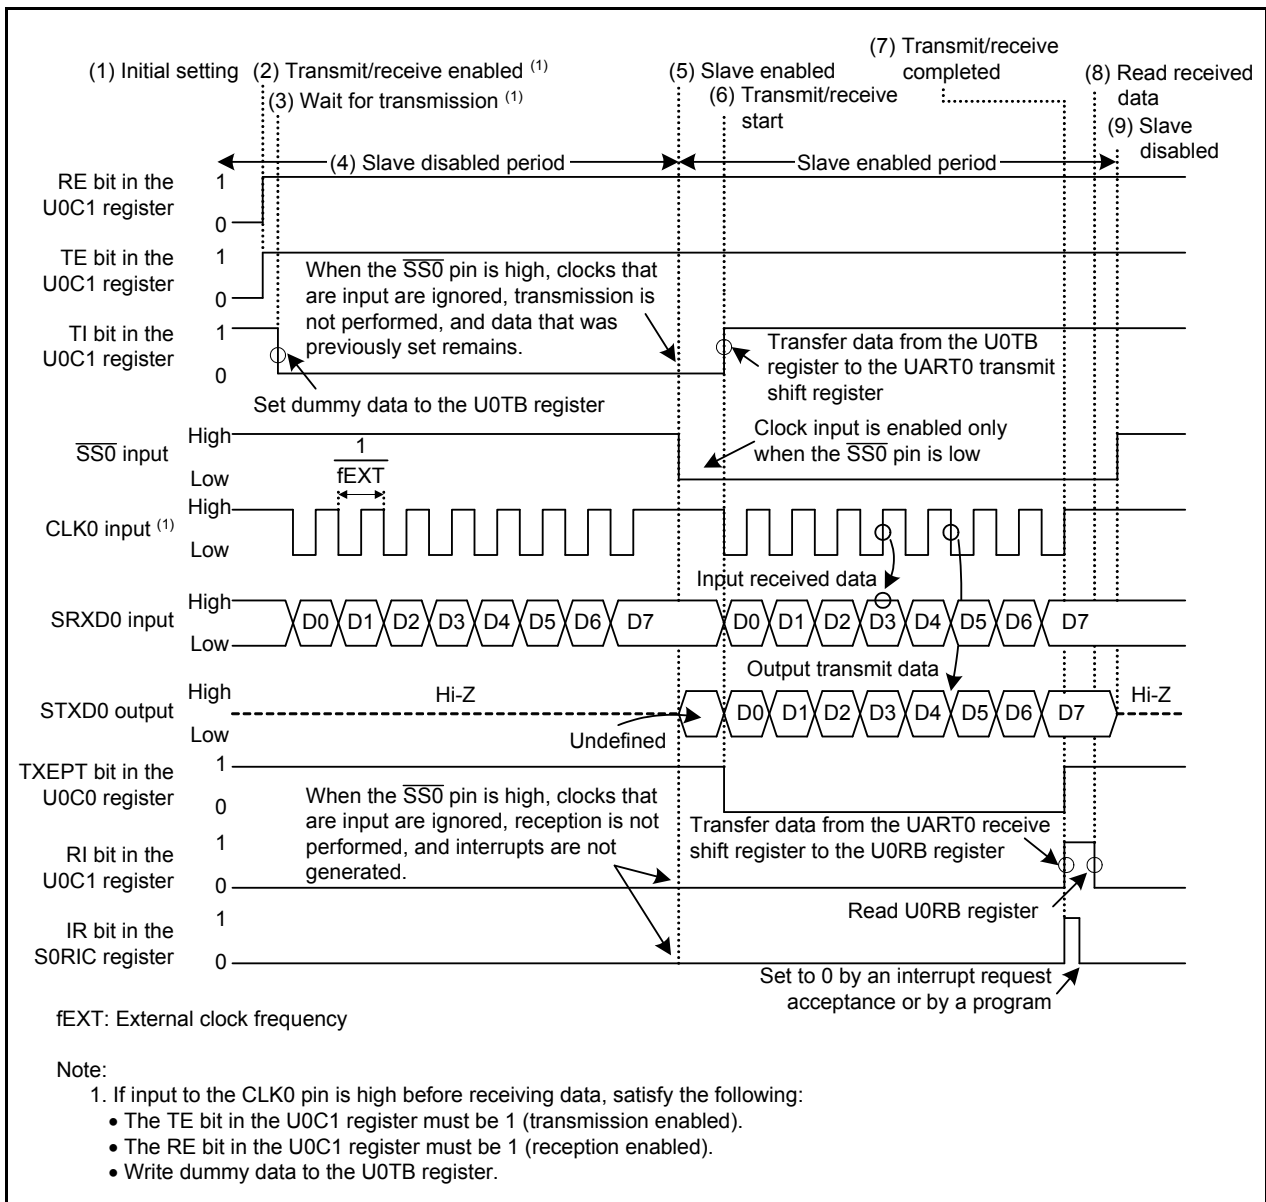 (1) Initial setting
(2) Transmit/receive enabled (1)
(3) Wait for transmission (1)
(5) Slave enabled
(6) Transmit/receive
start
(7) Transmit/receive
completed
(8) Read received
data
(9) Slave
disabled
(4) Slave disabled period
Slave enabled period
RE bit in the
U0C1 register
1
0
TE bit in the
U0C1 register
1
0
When the SS0 pin is high, clocks that
are input are ignored, transmission is
not performed, and data that was
previously set remains.
TI bit in the
U0C1 register
1
0
Set dummy data to the U0TB register
Transfer data from the U0TB
register to the UART0 transmit
shift register
SS0 input
High
Low
1
fEXT
Clock input is enabled only
when the SS0 pin is low
CLK0 input (1)
High
Low
Input received data
SRXD0 input
High
Low
D0 D1 D2 D3 D4 D5 D6 D7
D0 D1 D2 D3 D4 D5 D6 D7
Output transmit data
STXD0 output
High
Low
Hi-Z
Undefined
D0 D1 D2 D3 D4 D5 D6 D7
Hi-Z
TXEPT bit in the
U0C0 register
1
0
When the SS0 pin is high, clocks that
are input are ignored, reception is not
performed, and interrupts are not
generated.
Transfer data from the UART0 receive
shift register to the U0RB register
RI bit in the
U0C1 register
1
0
Read U0RB register
IR bit in the
S0RIC register
1
0
Set to 0 by an interrupt request
acceptance or by a program
fEXT: External clock frequency
Note:
1. If input to the CLK0 pin is high before receiving data, satisfy the following:
• The TE bit in the U0C1 register must be 1 (transmission enabled).
• The RE bit in the U0C1 register must be 1 (reception enabled).
• Write dummy data to the U0TB register.